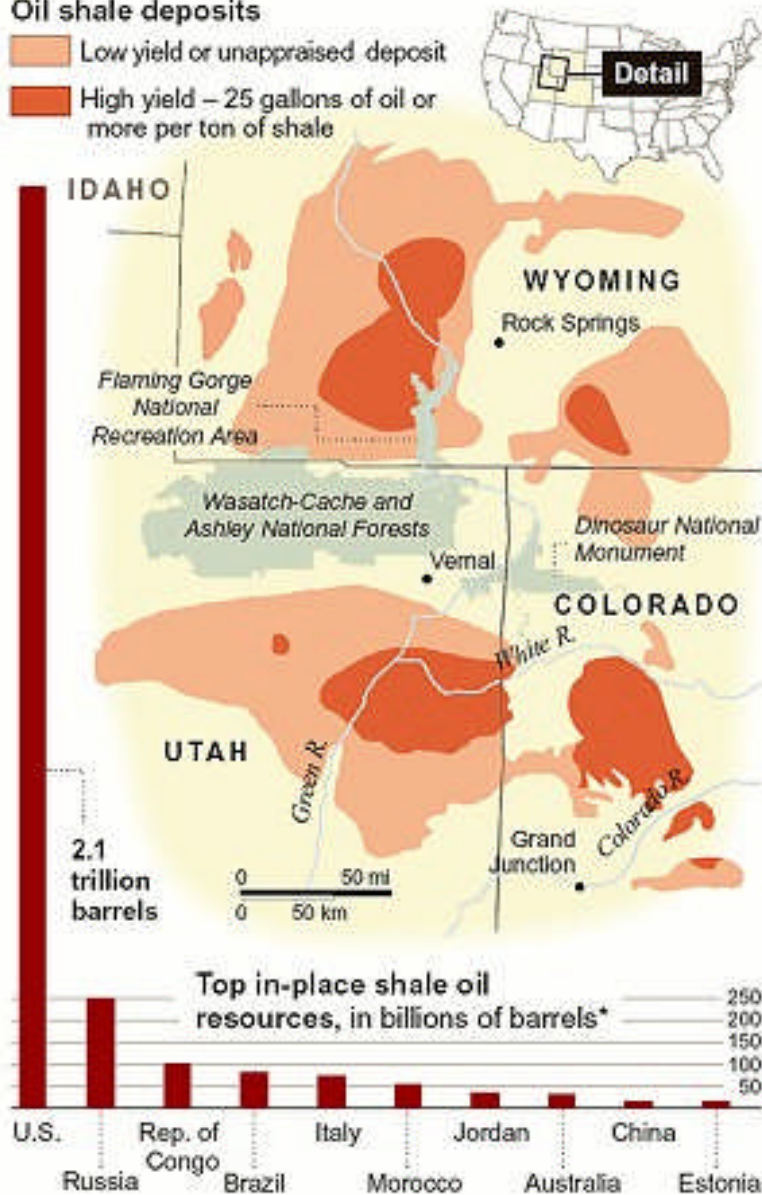 Oil shale deposits
Low yield or unappraised deposit
High yield – 25 gallons of oil or
more per ton of shale
Detail
IDAHO
WYOMING
Rock Springs
Flaming Gorge
National
Recreation Area
Wasatch-Cache and
Ashley National Forests
Dinosaur National
Monument
Vernal
COLORADO
White R.
UTAH
Green R.
Colorado R.
Grand
Junction
2.1
trillion
barrels
0 50 mi
0 50 km
Top in-place shale oil
resources, in billions of barrels*
250
200
150
100
50
U.S.
Russia
Rep. of
Congo
Brazil
Italy
Morocco
Jordan
Australia
China
Estonia